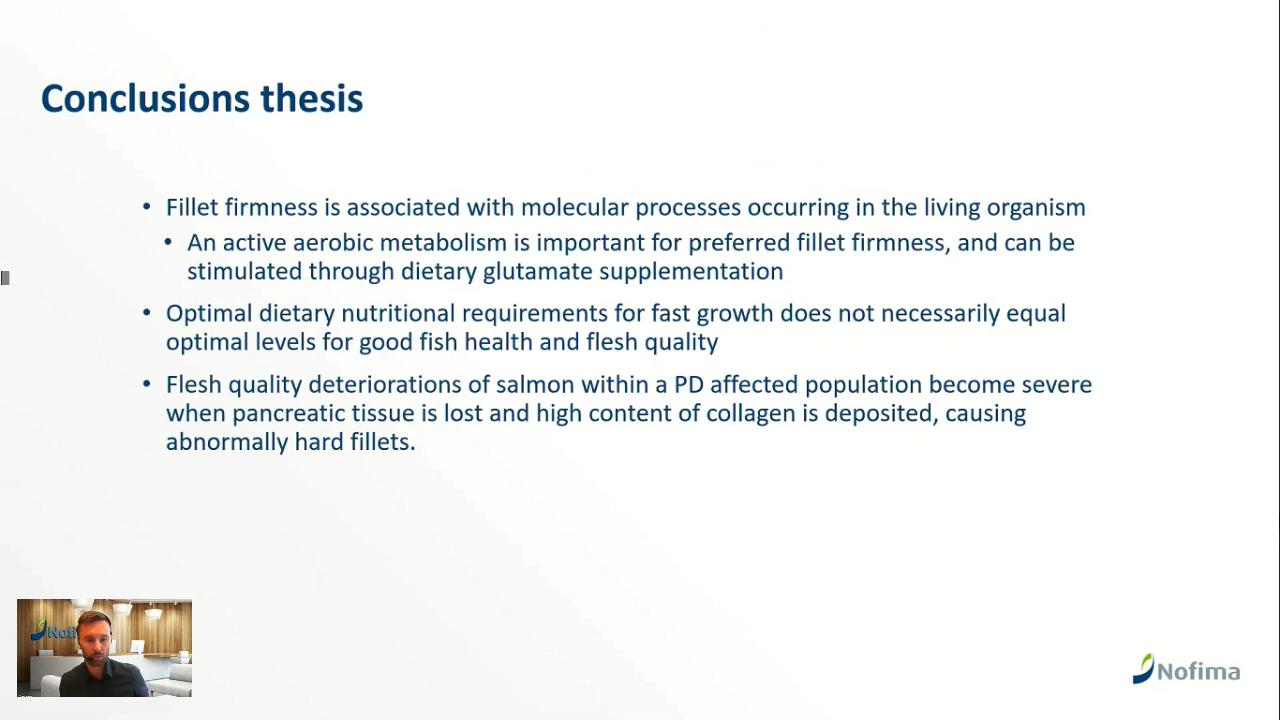 Conclusions thesis
• Fillet firmness is associated with molecular processes occurring in the living organism
• An active aerobic metabolism is important for preferred fillet firmness, and can be
stimulated through dietary glutamate supplementation
• Optimal dietary nutritional requirements for fast growth does not necessarily equal
optimal levels for good fish health and flesh quality
• Flesh quality deteriorations of salmon within a PD affected population become severe
when pancreatic tissue is lost and high content of collagen is deposited, causing
abnormally hard fillets.
Nofi
Nofima